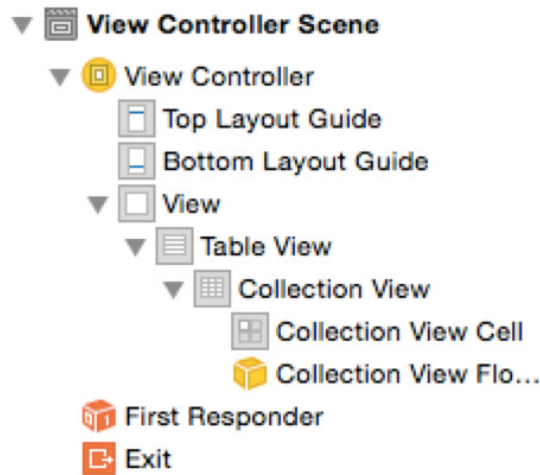 View Controller Scene
View Controller
Top Layout Guide
Bottom Layout Guide
View
Table View
Collection View
Collection View Cell
Collection View Flo...
First Responder
Exit